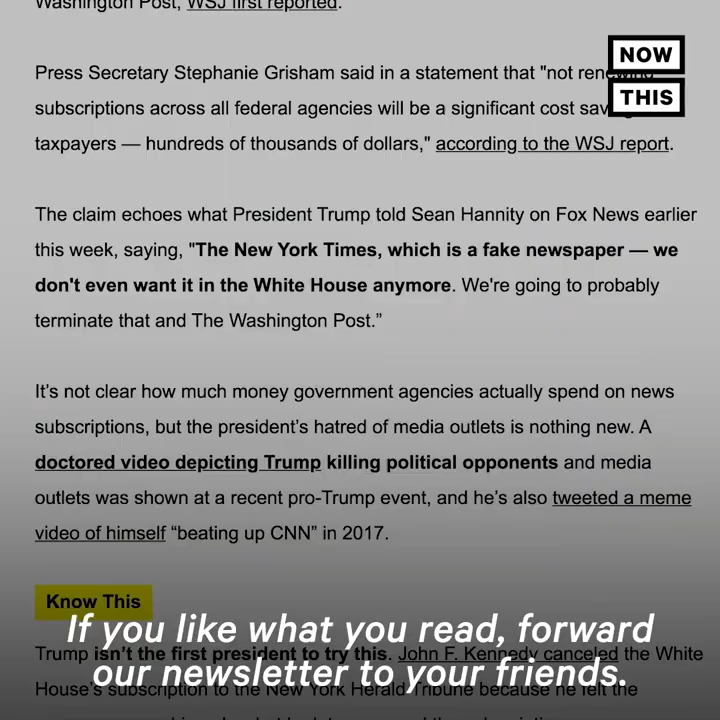 Washington Post, WSJ first reported.
NOW
THIS
Press Secretary Stephanie Grisham said in a statement that "not renewing
subscriptions across all federal agencies will be a significant cost sav
taxpayers — hundreds of thousands of dollars," according to the WSJ report.
The claim echoes what President Trump told Sean Hannity on Fox News earlier
this week, saying, "The New York Times, which is a fake newspaper — we
don't even want it in the White House anymore. We're going to probably
terminate that and The Washington Post.”
It’s not clear how much money government agencies actually spend on news
subscriptions, but the president’s hatred of media outlets is nothing new. A
doctored video depicting Trump killing political opponents and media
outlets was shown at a recent pro-Trump event, and he’s also tweeted a meme
video of himself “beating up CNN” in 2017.
Know This
If you like what you read, forward
our newsletter to your friends.
Trump isn’t the first president to try this. John F. Kennedy canceled the White
House’s subscription to the New York Herald Tribune because he felt the